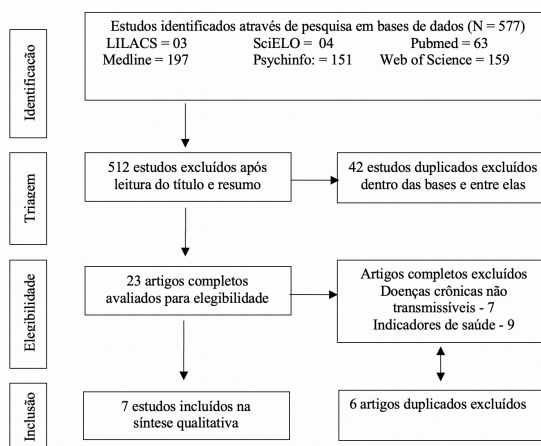 Identificação
Estudos identificados através de pesquisa em bases de dados (N = 577)
LILACS = 03 SciELO = 04 Pubmed = 63
Medline = 197 Psychinfo: = 151 Web of Science = 159
Triagem
512 estudos excluídos após
leitura do título e resumo
42 estudos duplicados excluídos
dentro das bases e entre elas
Elegibilidade
23 artigos completos
avaliados para elegibilidade
Artigos completos excluídos
Doenças crônicas não
transmissíveis - 7
Indicadores de saúde - 9
Inclusão
7 estudos incluídos na
síntese qualitativa
6 artigos duplicados excluídos